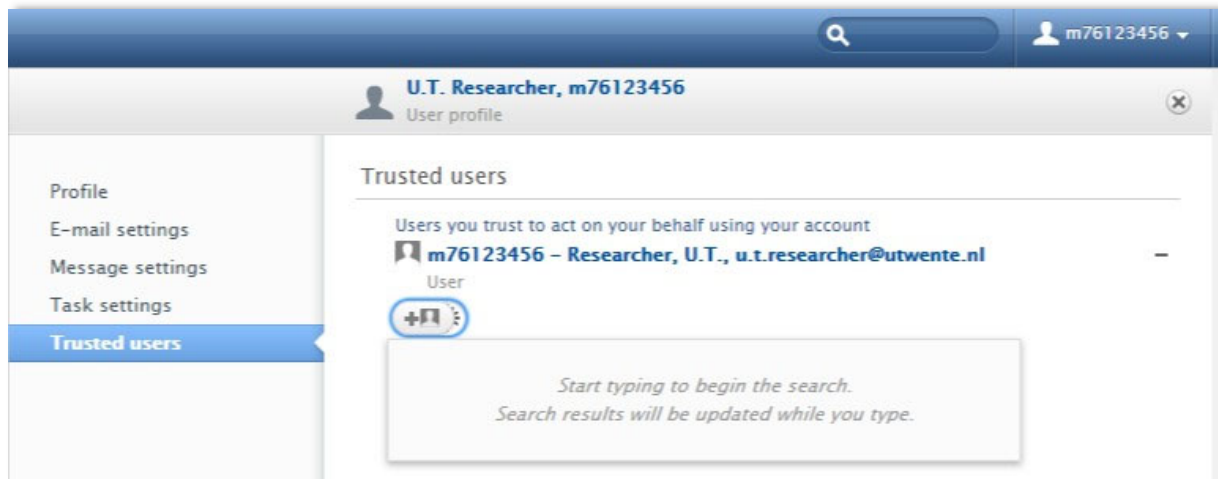 m76123456
U.T. Researcher, m76123456
User profile
Profile
E-mail settings
Message settings
Task settings
Trusted users
Trusted users
Users you trust to act on your behalf using your account
m76123456 – Researcher, U.T., u.t.researcher@utwente.nl
User
Start typing to begin the search.
Search results will be updated while you type.